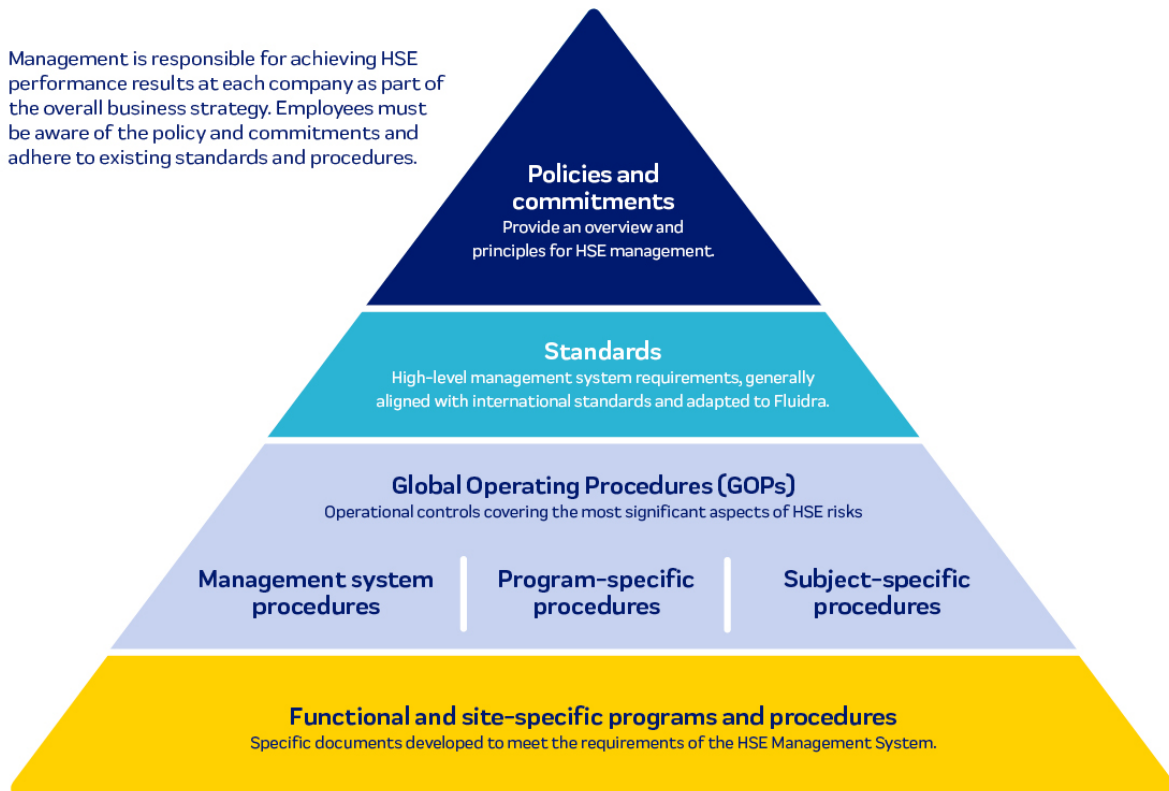 Management is responsible for achieving HSE
performance results at each company as part of
the overall business strategy. Employees must
be aware of the policy and commitments and
adhere to existing standards and procedures.
Policies and
commitments
Provide an overview and
principles for HSE management.
Standards
High-level management system requirements, generally
aligned with international standards and adapted to Fluidra.
Global Operating Procedures (GOPs)
Operational controls covering the most significant aspects of HSE risks
Management system
procedures
Program-specific
procedures
Subject-specific
procedures
Functional and site-specific programs and procedures
Specific documents developed to meet the requirements of the HSE Management System.